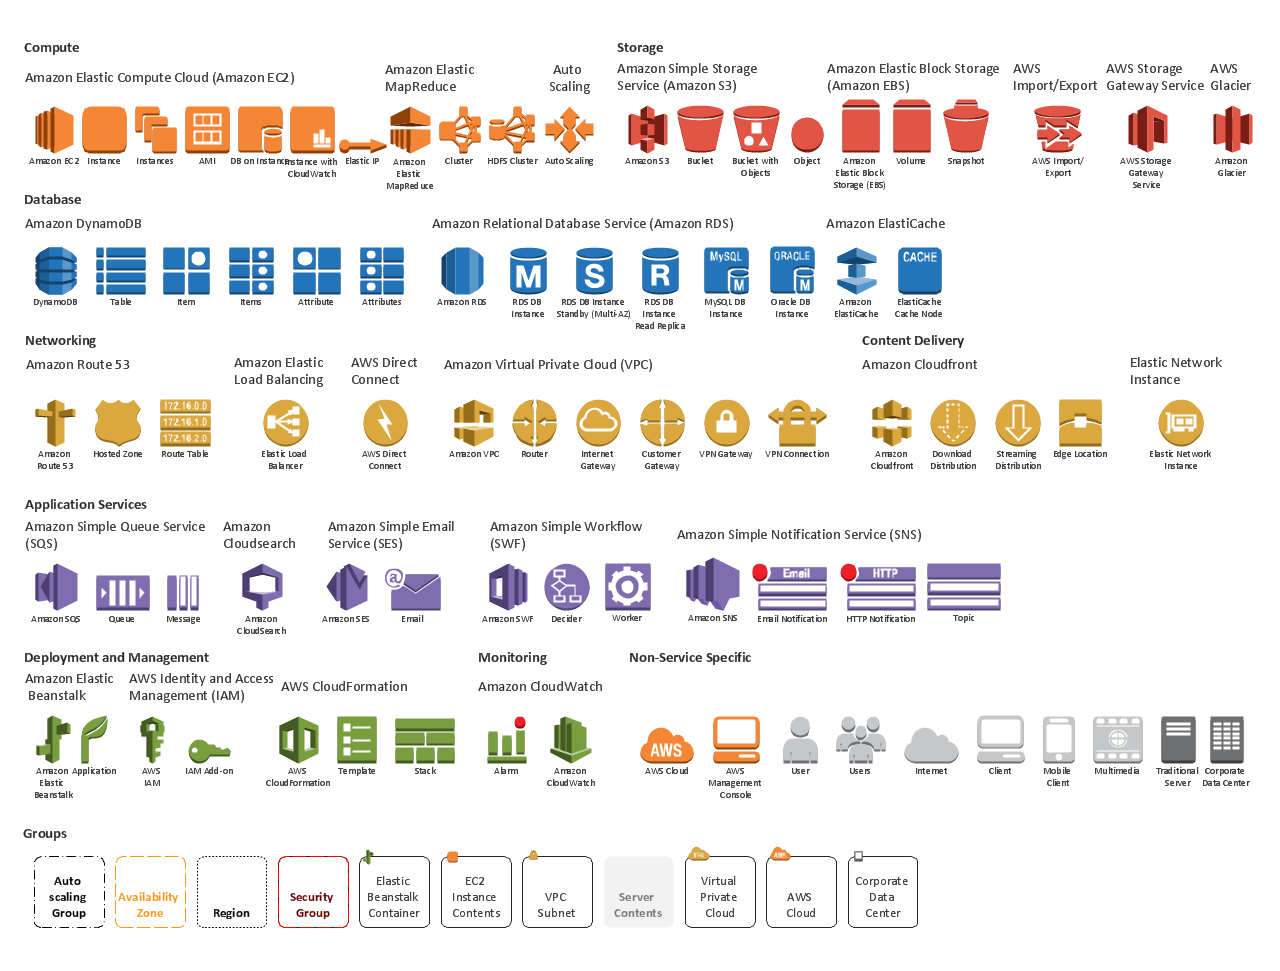 Compute
Storage
Amazon Elastic Compute Cloud (Amazon EC2)
Amazon Elastic
MapReduce
Auto
Scaling
Amazon Simple Storage
Service (Amazon S3)
Amazon Elastic Block Storage
(Amazon EBS)
AWS
Import/Export
AWS Storage
Gateway Service
AWS
Glacier
Amazon EC2
Instance
Instances
AMI
DB on Instance
Instance with
CloudWatch
Elastic IP
Amazon
Elastic
MapReduce
Cluster
HDFS Cluster
Auto Scaling
Amazon S3
Bucket
Bucket with
Objects
Object
Amazon
Elastic Block
Storage (EBS)
Volume
Snapshot
AWS Import/
Export
AWS Storage
Gateway
Service
Amazon
Glacier
Database
Amazon DynamoDB
Amazon Relational Database Service (Amazon RDS)
Amazon ElastiCache
M
S
R
MySQL
M
ORACLE
M
CACHE
DynamoDB
Table
Item
Items
Attribute
Attributes
Amazon RDS
RDS DB
Instance
RDS DB Instance
Standby (Multi-AZ)
RDS DB
Instance
Read Replica
MySQL DB
Instance
Oracle DB
Instance
Amazon
ElastiCache
ElastiCache
Cache Node
Networking
Content Delivery
Amazon Route 53
Amazon Elastic
Load Balancing
AWS Direct
Connect
Amazon Virtual Private Cloud (VPC)
Amazon Cloudfront
Elastic Network
Instance
172.16.0.0
172.16.1.0
172.16.2.0
Amazon
Route 53
Hosted Zone
Route Table
Elastic Load
Balancer
AWS Direct
Connect
Amazon VPC
Router
Internet
Gateway
Customer
Gateway
VPN Gateway
VPN Connection
Amazon
Cloudfront
Download
Distribution
Streaming
Distribution
Edge Location
Elastic Network
Instance
Application Services
Amazon Simple Queue Service
(SQS)
Amazon
Cloudsearch
Amazon Simple Email
Service (SES)
Amazon Simple Workflow
(SWF)
Amazon Simple Notification Service (SNS)
@
Email
HTTP
Amazon SQS
Queue
Message
Amazon
CloudSearch
Amazon SES
Email
Amazon SWF
Decider
Worker
Amazon SNS
Email Notification
HTTP Notification
Topic
Deployment and Management
Monitoring
Non-Service Specific
Amazon Elastic
Beanstalk
AWS Identity and Access
Management (IAM)
AWS CloudFormation
Amazon CloudWatch
AWS
Amazon
Elastic
Beanstalk
Application
AWS
IAM
IAM Add-on
AWS
CloudFormation
Template
Stack
Alarm
Amazon
CloudWatch
AWS Cloud
AWS
Management
Console
User
Users
Internet
Client
Mobile
Client
Multimedia
Traditional
Server
Corporate
Data Center
Groups
Auto
scaling
Group
Availability
Zone
Region
Security
Group
Elastic
Beanstalk
Container
EC2
Instance
Contents
VPC
Subnet
Server
Contents
VPC
Virtual
Private
Cloud
AWS
AWS
Cloud
Corporate
Data
Center